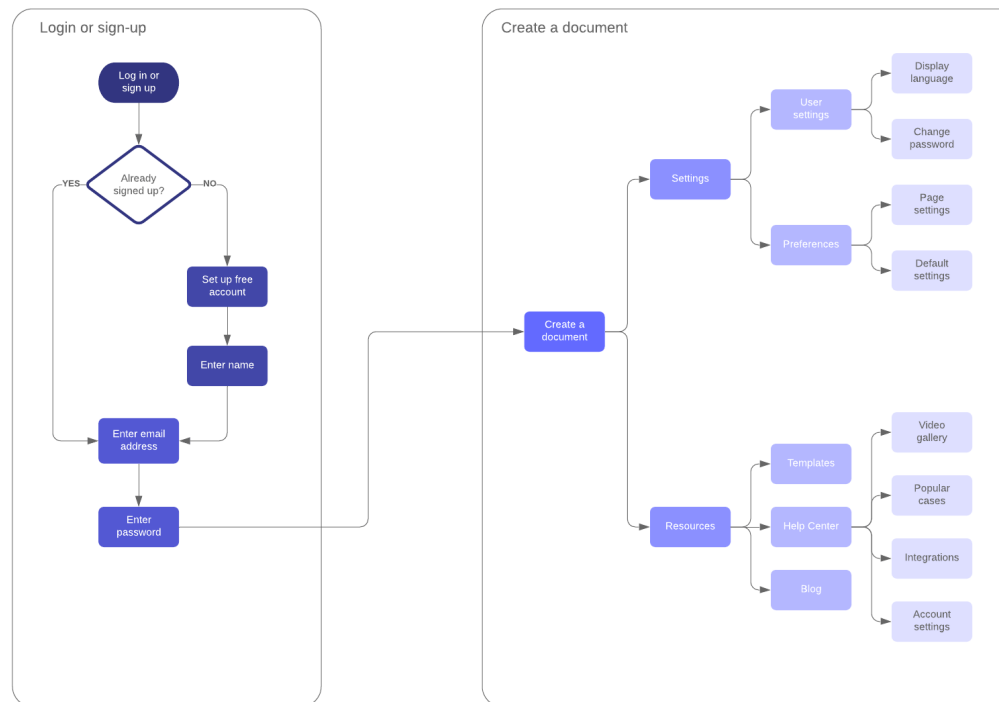 Login or sign-up
Log in or
sign up
Already
signed up?
YES
NO
Set up free
account
Enter name
Enter email
address
Enter
password
Create a document
Create a
document
Settings
User
settings
Display
language
Change
password
Preferences
Page
settings
Default
settings
Resources
Templates
Help Center
Blog
Video
gallery
Popular
cases
Integrations
Account
settings